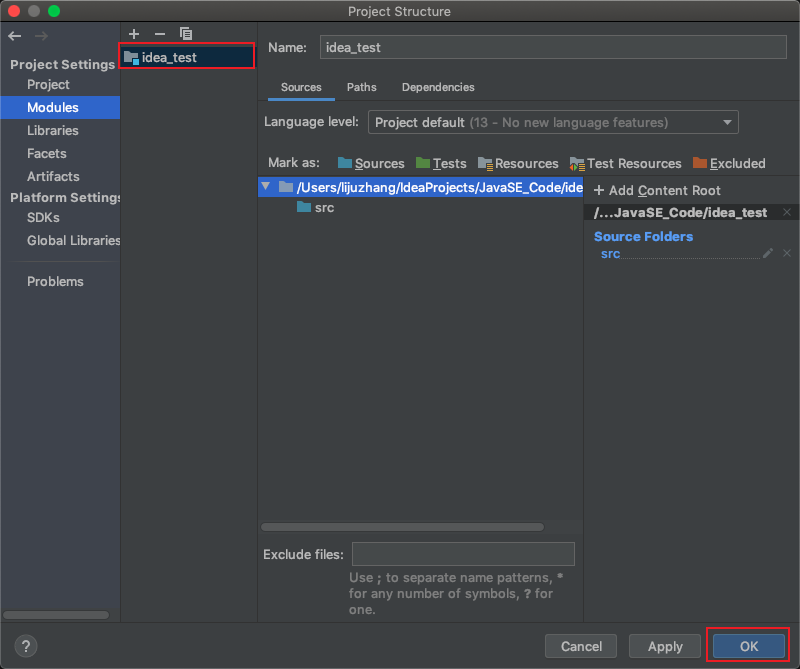 Project Structure
Project Settings
Project
Modules
Libraries
Facets
Artifacts
Platform Settings
SDKs
Global Libraries
Problems
idea_test
Name: idea_test
Sources Paths Dependencies
Language level: Project default (13 - No new language features)
Mark as: Sources Tests Resources Test Resources Excluded
/Users/lijuzhang/IdeaProjects/JavaSE_Code/ide
src
+ Add Content Root
/...JavaSE_Code/idea_test
Source Folders
src
Exclude files:
Use ; to separate name patterns, *
for any number of symbols, ? for
one.
?
Cancel Apply OK